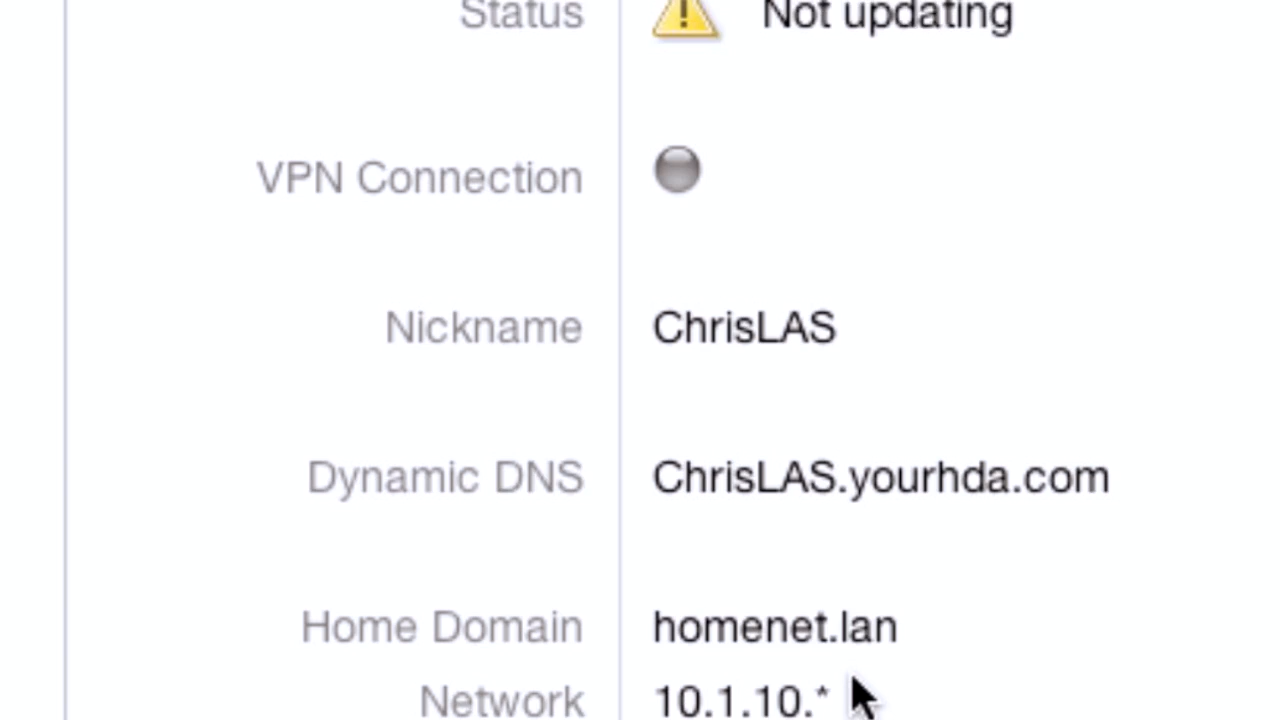 Status Not updating
VPN Connection
Nickname ChrisLAS
Dynamic DNS ChrisLAS.yourhda.com
Home Domain homenet.lan
Network 10.1.10.*